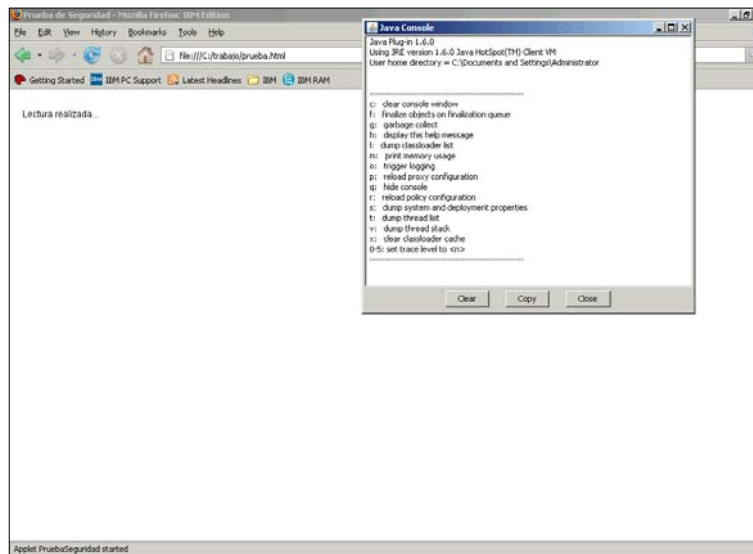 Prueba de Seguridad - Mozilla Firefox: IBM Edition
File Edit View History Bookmarks Tools Help
file:///C:/trabajo/prueba.html
Getting Started IBM PC Support Latest Headlines IBM IBM RAM
Lectura realizada...
Java Console
Java Plug-in 1.6.0
Using JRE version 1.6.0 Java HotSpot(TM) Client VM
User home directory = C:\Documents and Settings\Administrator
----------------------------------------------------
c: clear console window
f: finalize objects on finalization queue
g: garbage collect
h: display this help message
l: dump classloader list
m: print memory usage
o: trigger logging
p: reload proxy configuration
q: hide console
r: reload policy configuration
s: dump system and deployment properties
t: dump thread list
v: dump thread stack
x: clear classloader cache
0-5: set trace level to <n>
----------------------------------------------------
Clear Copy Close
Applet PruebaSeguridad started